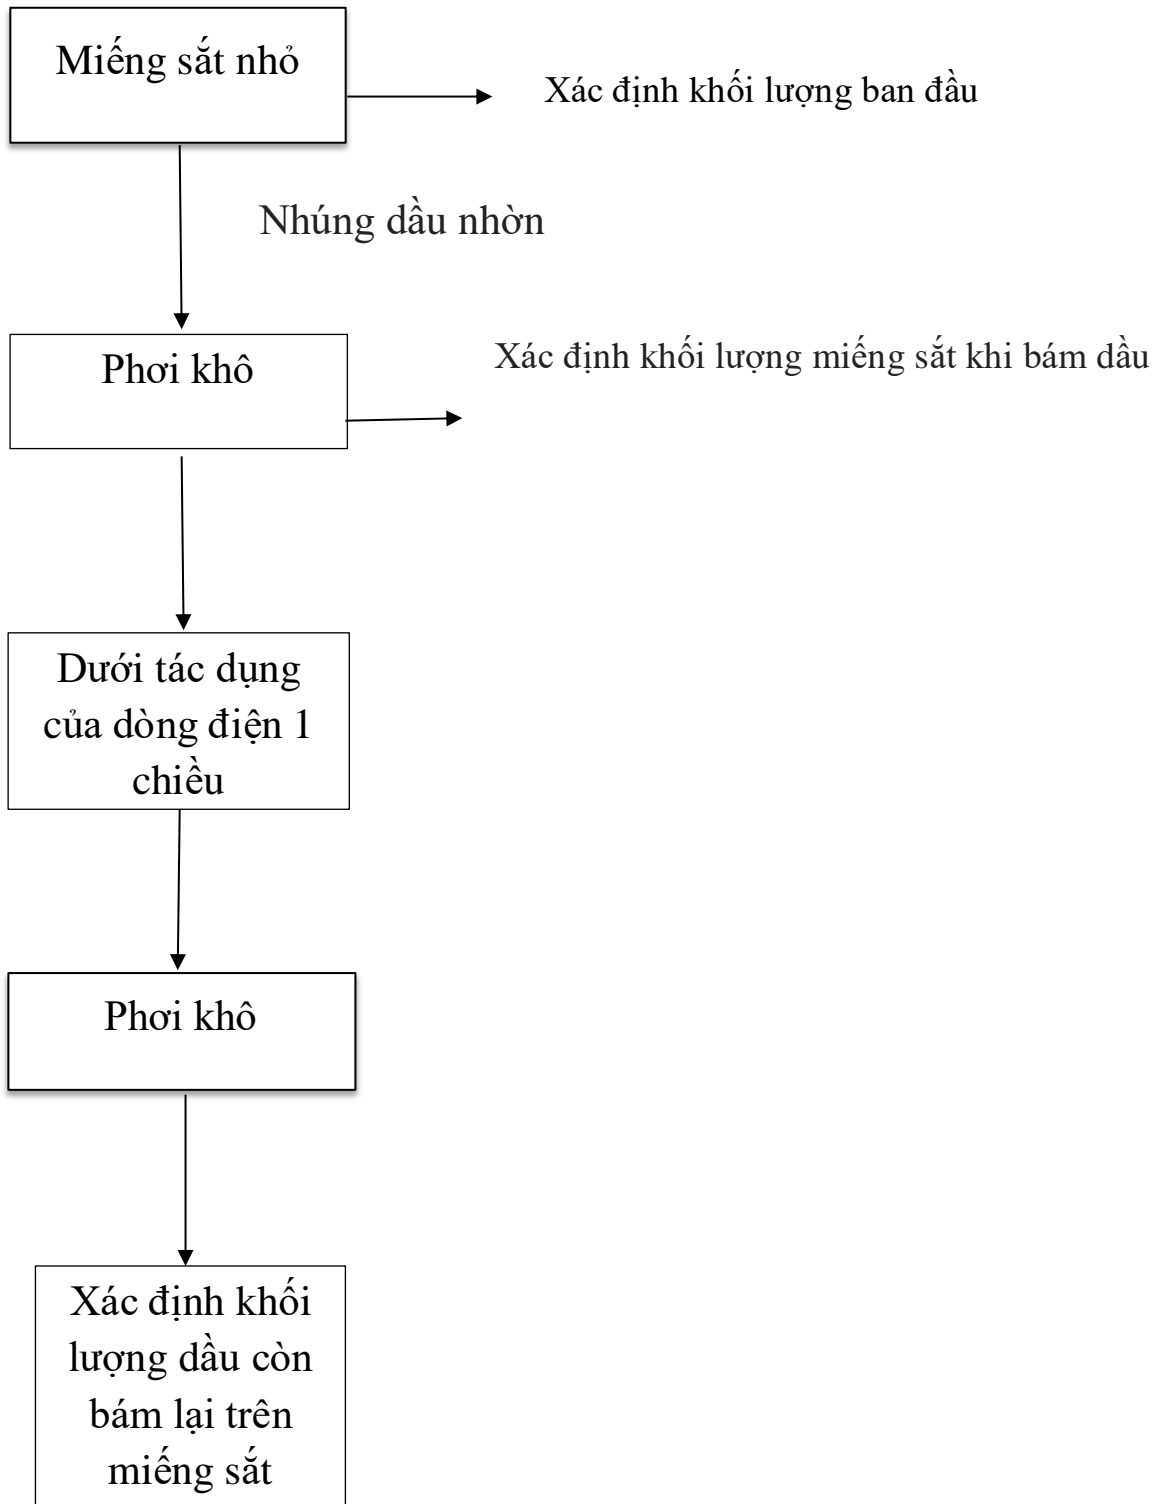 Miếng sắt nhỏ
Xác định khối lượng ban đầu
Nhúng dầu nhờn
Phơi khô
Xác định khối lượng miếng sắt khi bám dầu
Dưới tác dụng
của dòng điện 1
chiều
Phơi khô
Xác định khối
lượng dầu còn
bám lại trên
miếng sắt